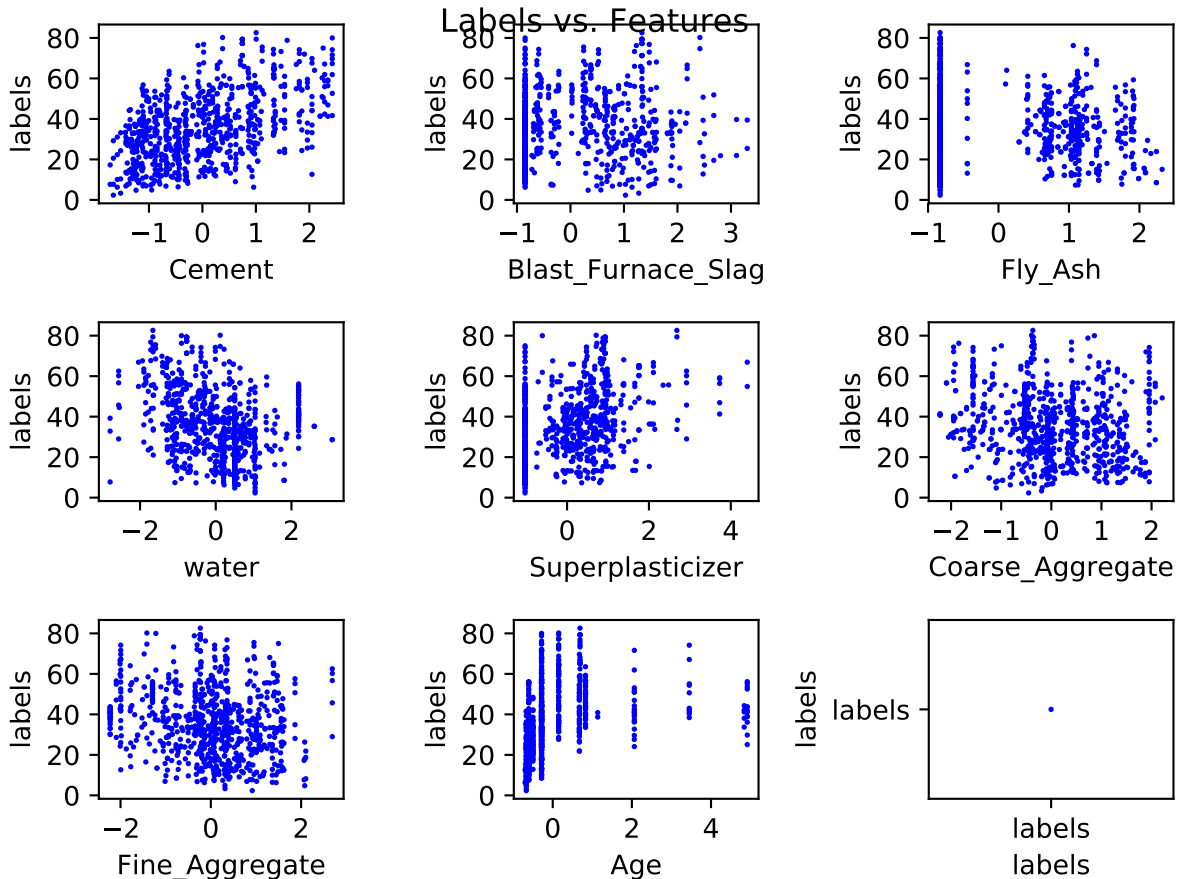 Labels vs. Features
80
60
40
20
0
labels
−1 0 1 2
Cement
80
60
40
20
0
labels
−1 0 1 2 3
Blast_Furnace_Slag
80
60
40
20
0
labels
−1 0 1 2
Fly_Ash
80
60
40
20
0
labels
−2 0 2
water
80
60
40
20
0
labels
0 2 4
Superplasticizer
80
60
40
20
0
labels
−2 −1 0 1 2
Coarse_Aggregate
80
60
40
20
0
labels
−2 0 2
Fine_Aggregate
80
60
40
20
0
labels
0 2 4
Age
labels
labels
labels
labels